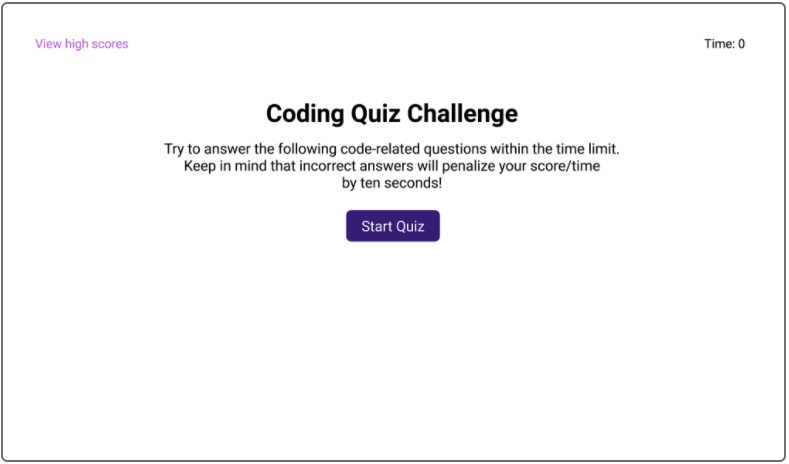 View high scores
Time: 0
Coding Quiz Challenge
Try to answer the following code-related questions within the time limit.
Keep in mind that incorrect answers will penalize your score/time
by ten seconds!
Start Quiz